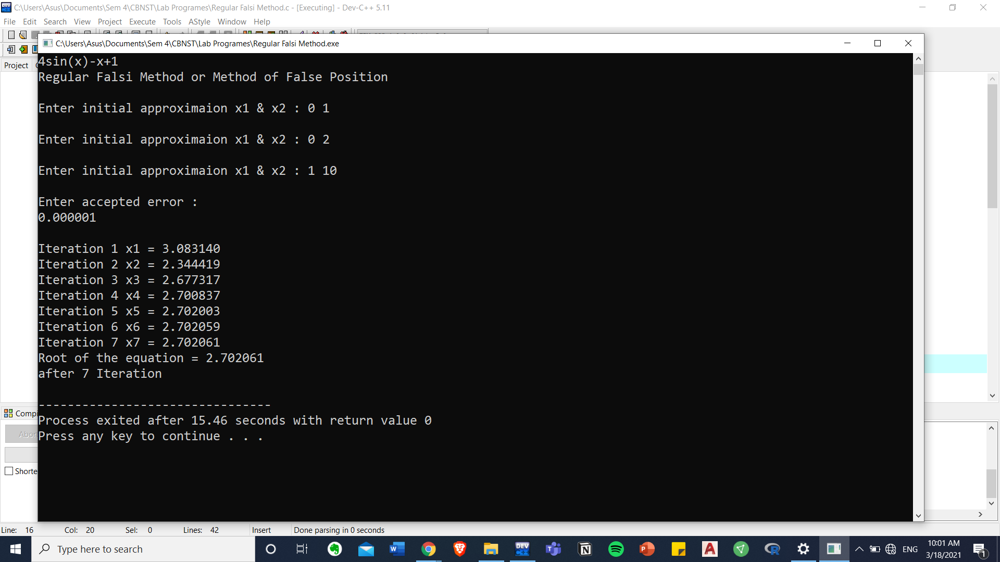 C:\Users\Asus\Documents\Sem 4\CBNST\Lab Programes\Regular Falsi Method.c - [Executing] - Dev-C++ 5.11
File Edit Search View Project Execute Tools AStyle Window Help
C:\Users\Asus\Documents\Sem 4\CBNST\Lab Programes\Regular Falsi Method.exe
Project
4sin(x)-x+1
Regular Falsi Method or Method of False Position
Enter initial approximaion x1 & x2 : 0 1
Enter initial approximaion x1 & x2 : 0 2
Enter initial approximaion x1 & x2 : 1 10
Enter accepted error :
0.000001
Iteration 1 x1 = 3.083140
Iteration 2 x2 = 2.344419
Iteration 3 x3 = 2.677317
Iteration 4 x4 = 2.700837
Iteration 5 x5 = 2.702003
Iteration 6 x6 = 2.702059
Iteration 7 x7 = 2.702061
Root of the equation = 2.702061
after 7 Iteration
--------------------------------
Process exited after 15.46 seconds with return value 0
Press any key to continue . . .
Compi
Abor
Shorte
Line: 16 Col: 20 Sel: 0 Lines: 42 Insert Done parsing in 0 seconds
Type here to search
ENG
10:01 AM
3/18/2021
1